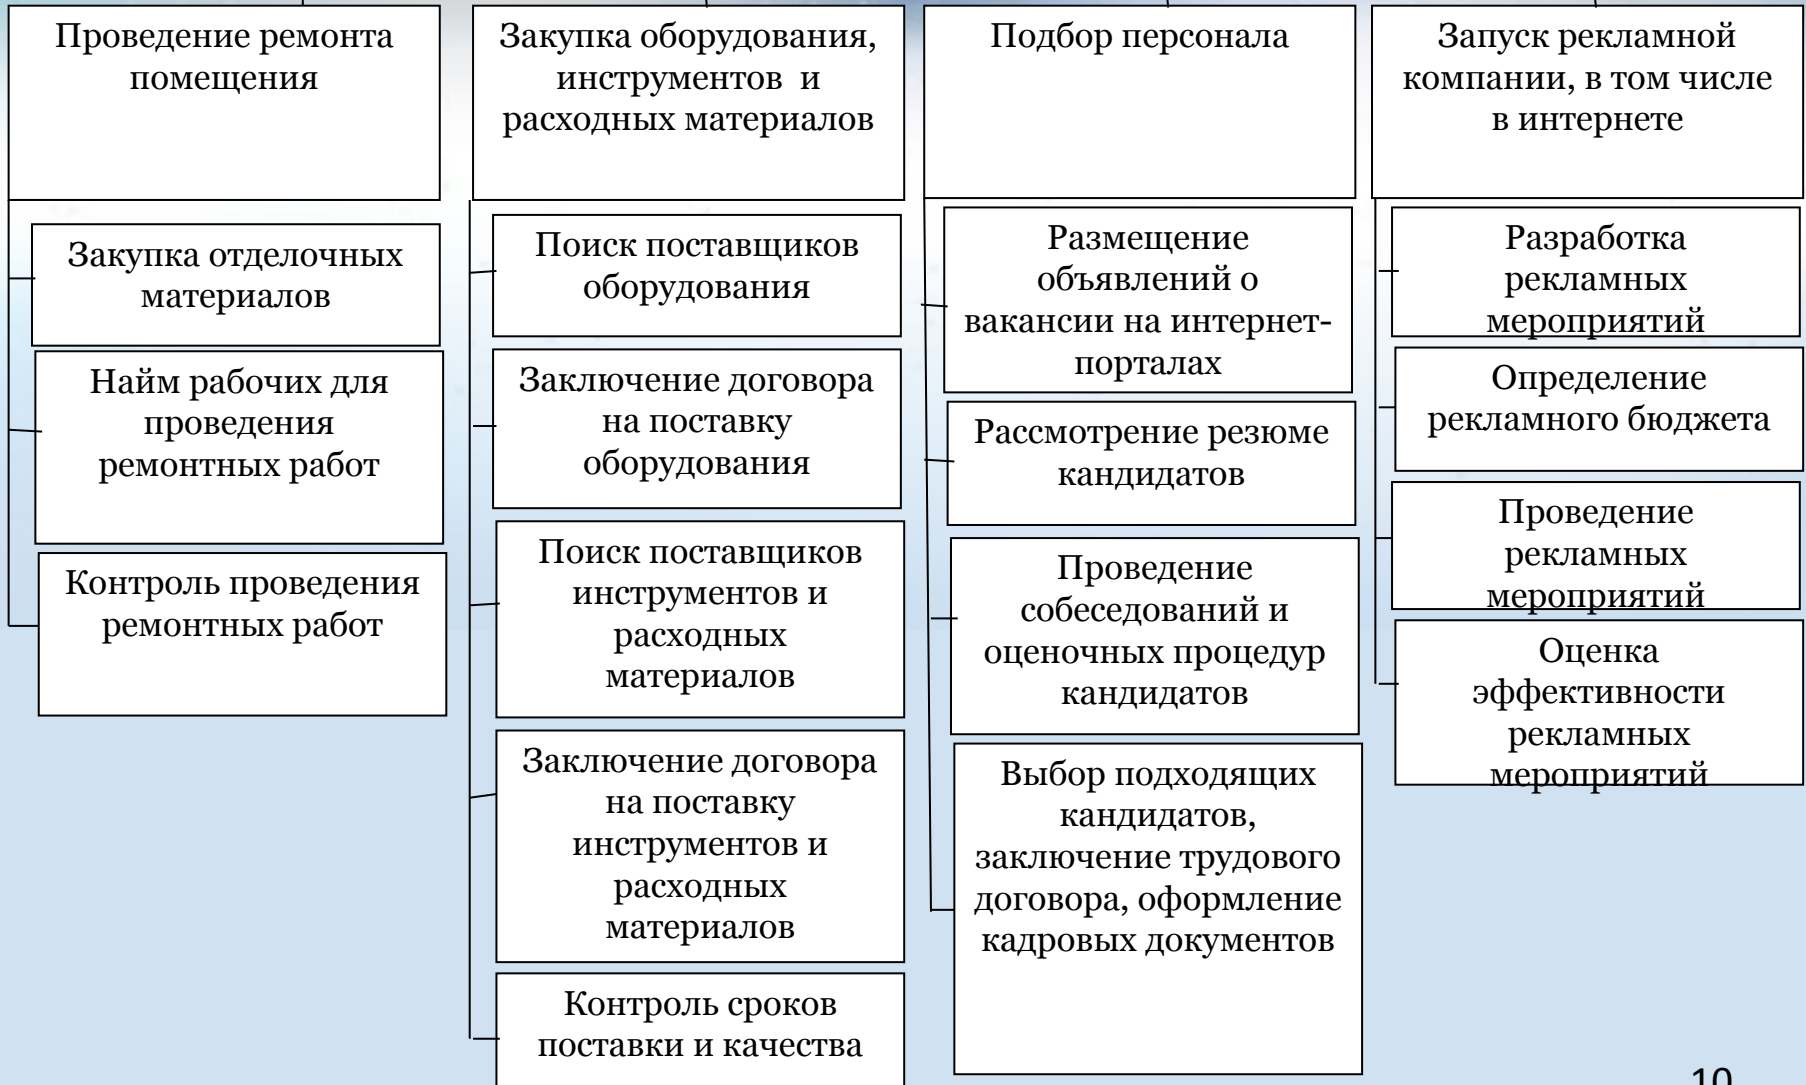 Проведение ремонта
помещения
Закупка отделочных
материалов
Найм рабочих для
проведения
ремонтных работ
Контроль проведения
ремонтных работ
Закупка оборудования,
инструментов и
расходных материалов
Поиск поставщиков
оборудования
Заключение договора
на поставку
оборудования
Поиск поставщиков
инструментов и
расходных
материалов
Заключение договора
на поставку
инструментов и
расходных
материалов
Контроль сроков
поставки и качества
Подбор персонала
Размещение
объявлений о
вакансии на интернет-
порталах
Рассмотрение резюме
кандидатов
Проведение
собеседований и
оценочных процедур
кандидатов
Выбор подходящих
кандидатов,
заключение трудового
договора, оформление
кадровых документов
Запуск рекламной
компании, в том числе
в интернете
Разработка
рекламных
мероприятий
Определение
рекламного бюджета
Проведение
рекламных
мероприятий
Оценка
эффективности
рекламных
мероприятий
10